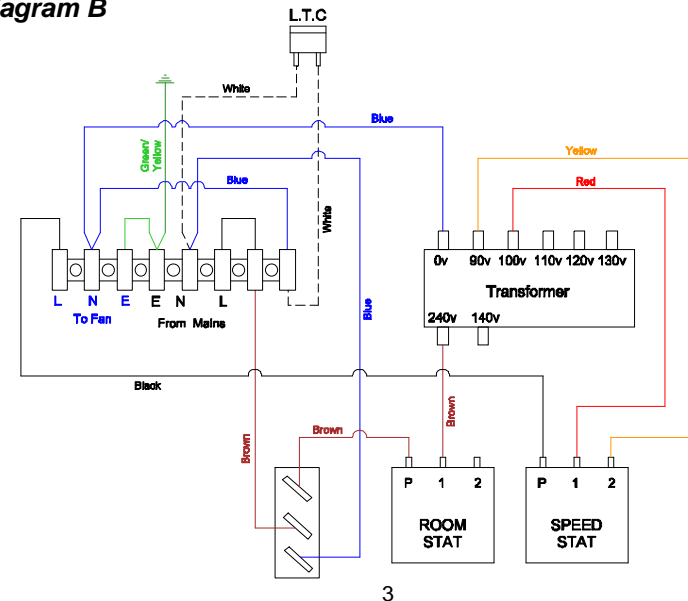 agram B
L.T.C
White
Blue
Green/
Yellow
Yellow
Blue
Red
White
0v 90v 100v 110v 120v 130v
Transformer
240v 140v
L N E E N L
To Fan
From Mains
Blue
Black
Brown
Brown
Brown
P 1 2
ROOM
STAT
P 1 2
SPEED
STAT
3